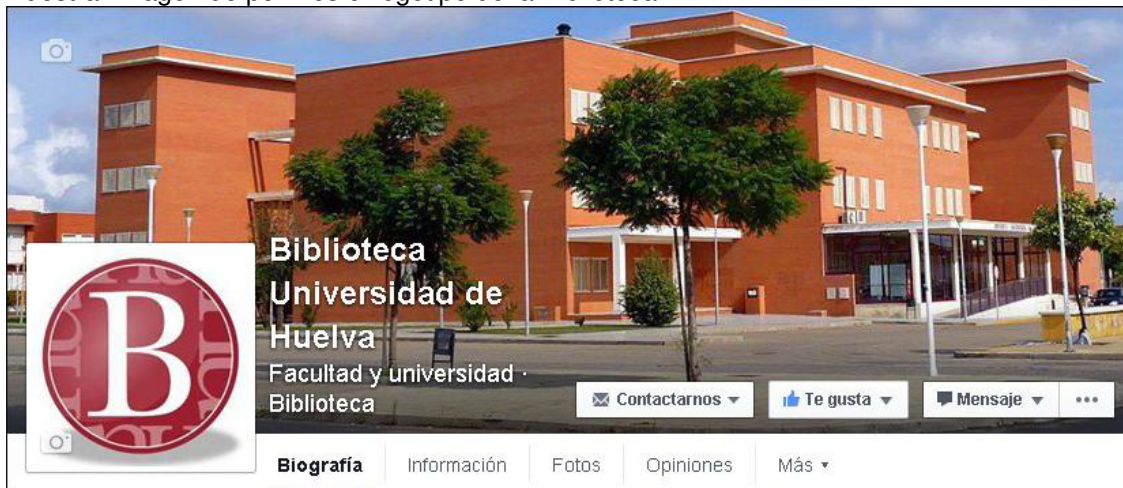 Biblioteca
Universidad de
Huelva
Facultad y universidad ·
Biblioteca
Contactarnos
Te gusta
Mensaje
B
Biografía Información Fotos Opiniones Más